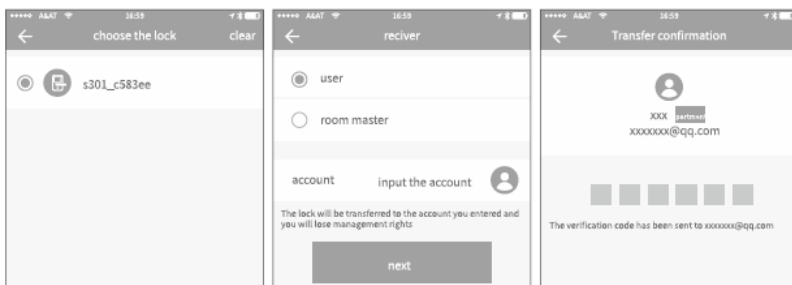 A&AT 16:59
choose the lock clear
s301_c583ee
A&AT 16:59
reciver
user
room master
account input the account
The lock will be transferred to the account you entered and
you will lose management rights
next
A&AT 16:59
Transfer confirmation
xxx partment
xxxxxxx@qq.com
The verification code has been sent to xxxxxxx@qq.com